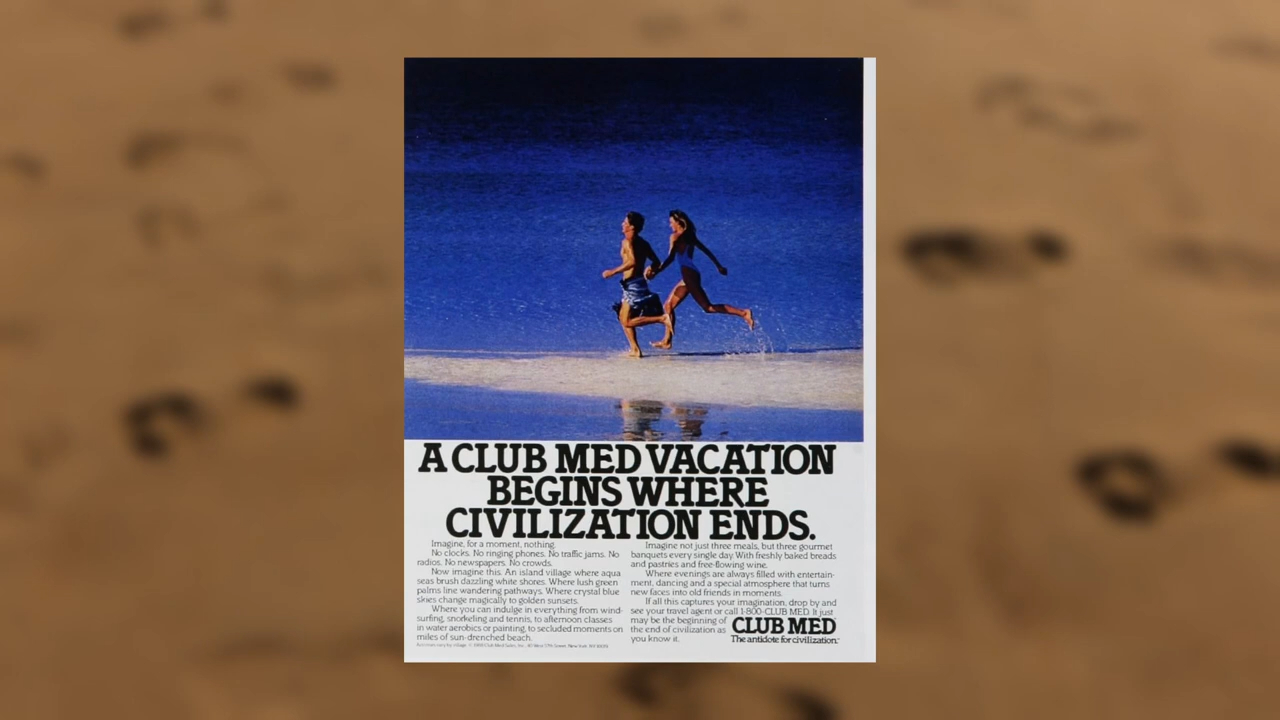 A CLUB MED VACATION
BEGINS WHERE
CIVILIZATION ENDS.
Imagine, for a moment, nothing.
No clocks. No ringing phones. No traffic jams. No
radios. No newspapers. No crowds.
Now imagine this. An island village where aqua
seas brush dazzling white shores. Where lush green
palms line wandering pathways. Where crystal blue
skies change magically to golden sunsets.
Where you can indulge in everything from wind-
surfing, snorkeling and tennis, to afternoon classes
in water aerobics or painting, to secluded moments on
miles of sun-drenched beach.
Imagine not just three meals, but three gourmet
banquets every single day. With freshly baked breads
and pastries and free-flowing wine.
Where evenings are always filled with entertain-
ment, dancing and a special atmosphere that turns
new faces into old friends in moments.
If all this captures your imagination, drop by and
see your travel agent or call 1-800-CLUB MED. It just
may be the beginning of
the end of civilization as
you know it.
CLUB MED
The antidote for civilization.